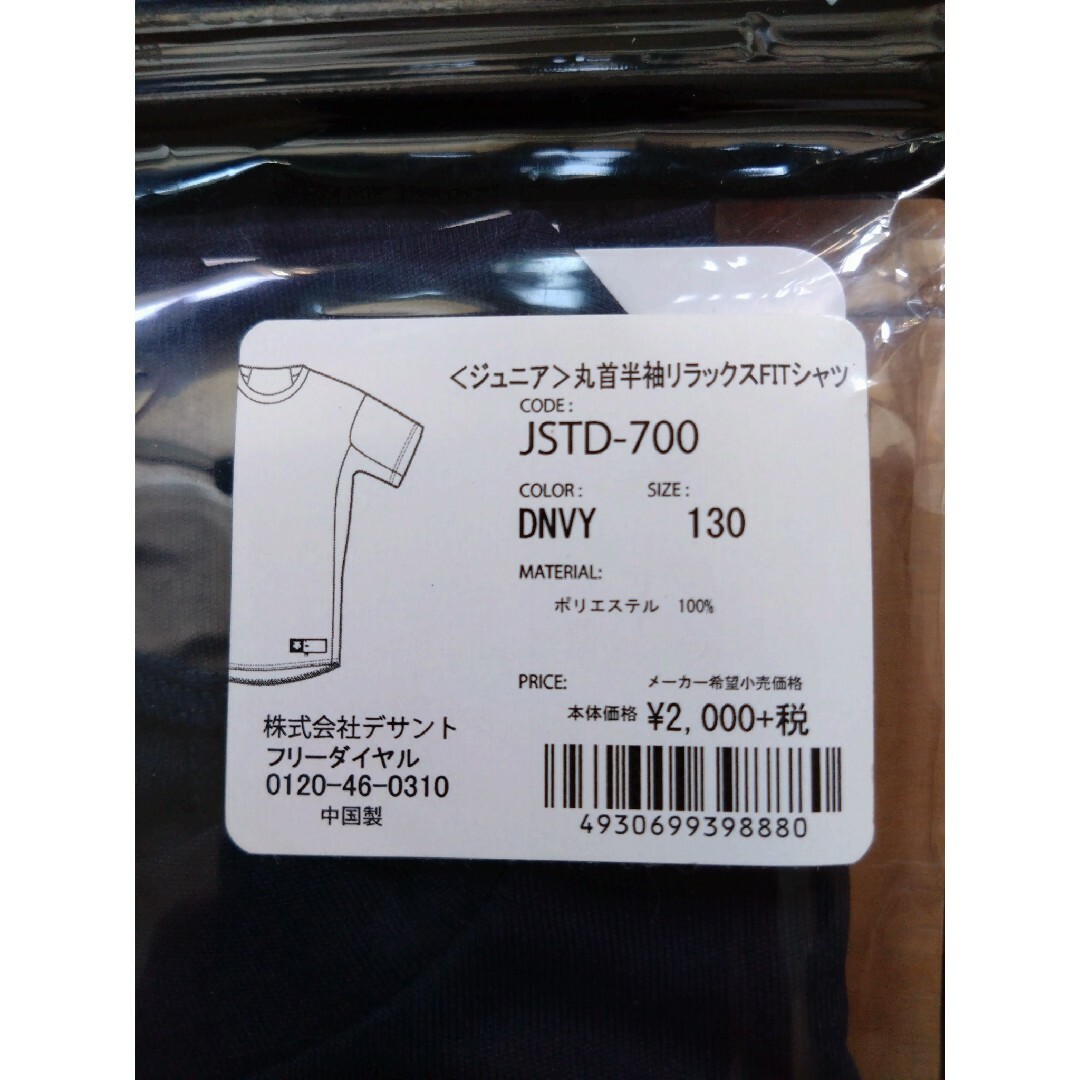 ＜ジュニア＞丸首半袖リラックスFITシャツ
CODE:
JSTD-700
COLOR: SIZE:
DNVY 130
MATERIAL:
ポリエステル 100%
PRICE: メーカー希望小売価格
本体価格 ¥2,000+税
4930699398880
株式会社デサント
フリーダイヤル
0120-46-0310
中国製